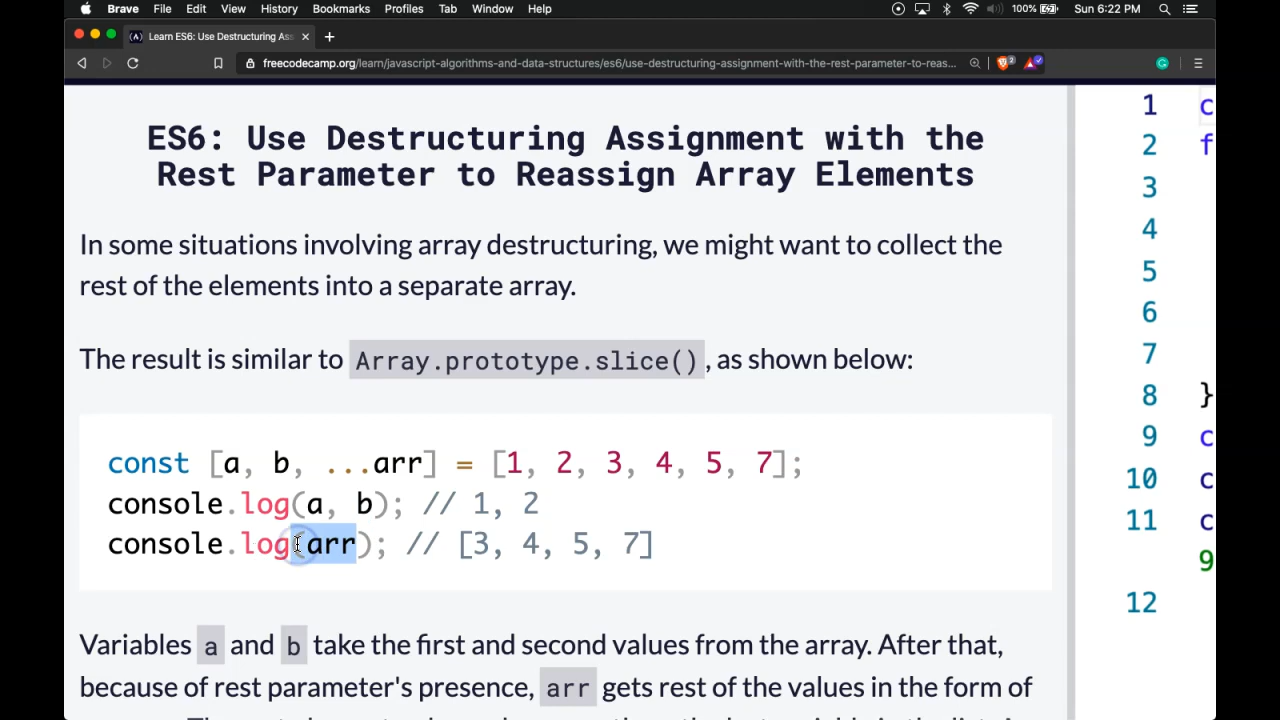 Brave File Edit View History Bookmarks Profiles Tab Window Help 100% Sun 6:22 PM
Learn ES6: Use Destructuring Ass
freecodecamp.org/learn/javascript-algorithms-and-data-structures/es6/use-destructuring-assignment-with-the-rest-parameter-to-reas... 2
ES6: Use Destructuring Assignment with the
Rest Parameter to Reassign Array Elements
In some situations involving array destructuring, we might want to collect the
rest of the elements into a separate array.
The result is similar to Array.prototype.slice(), as shown below:
const [a, b, ...arr] = [1, 2, 3, 4, 5, 7];
console.log(a, b); // 1, 2
console.log(arr); // [3, 4, 5, 7]
Variables a and b take the first and second values from the array. After that,
because of rest parameter's presence, arr gets rest of the values in the form of
1 c
2 f
3
4
5
6
7
8 }
9 c
10 c
11 c
9
12